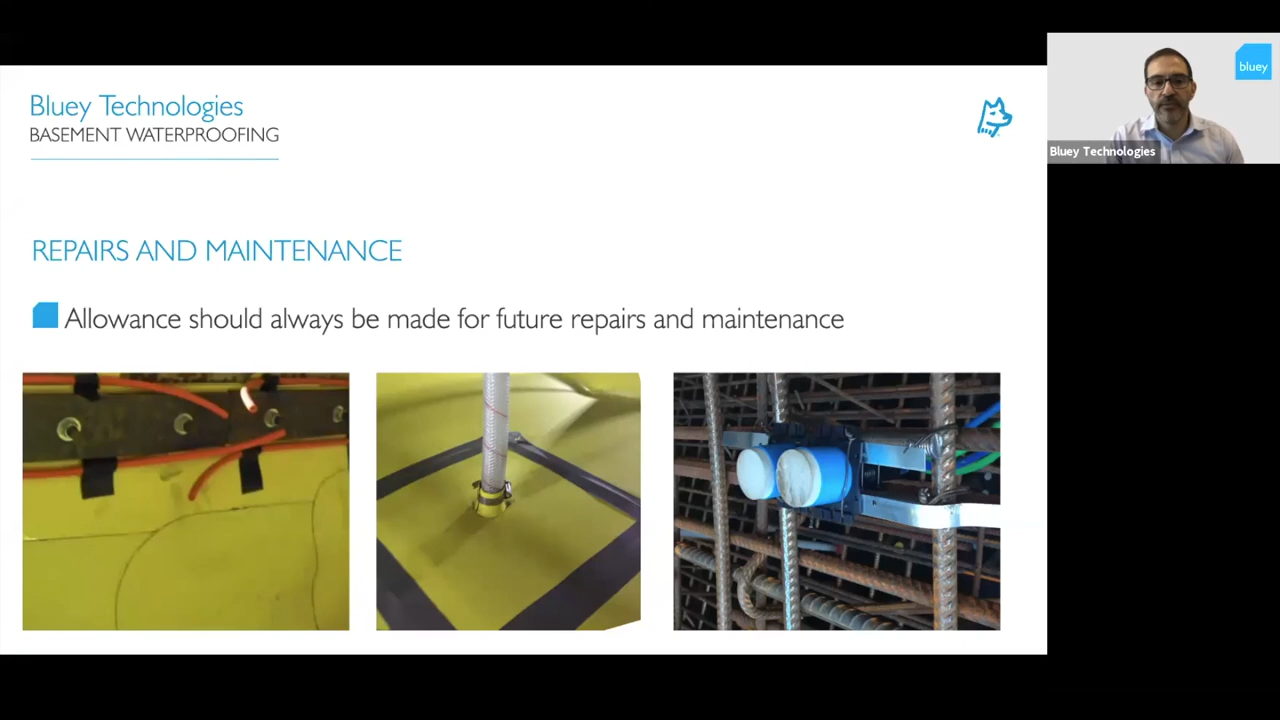 Bluey Technologies
BASEMENT WATERPROOFING
REPAIRS AND MAINTENANCE
Allowance should always be made for future repairs and maintenance
bluey
Bluey Technologies